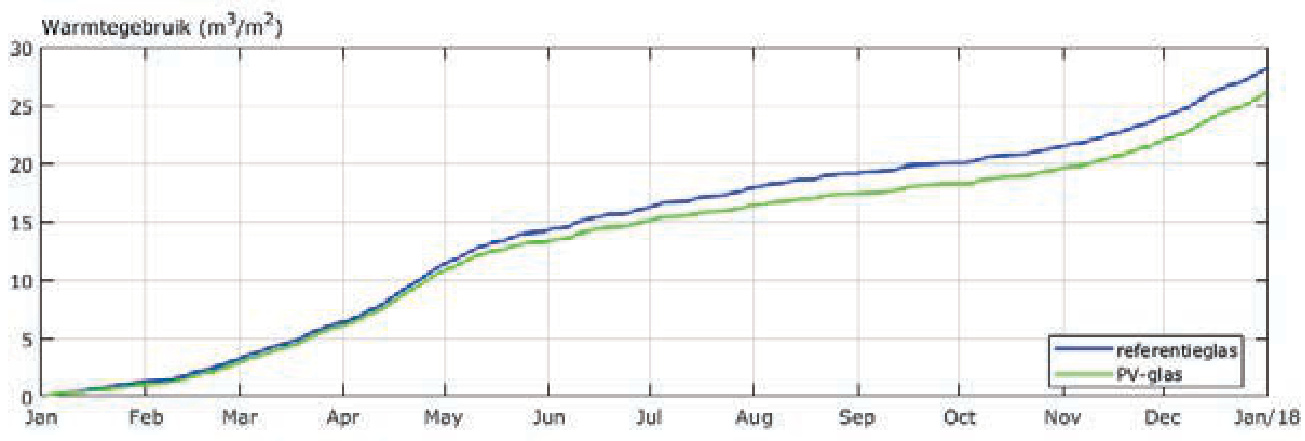 Warmtegebruik (m³/m²)
30
25
20
15
10
5
0
Jan Feb Mar Apr May Jun Jul Aug Sep Oct Nov Dec Jan/18
referentieglas
PV-glas